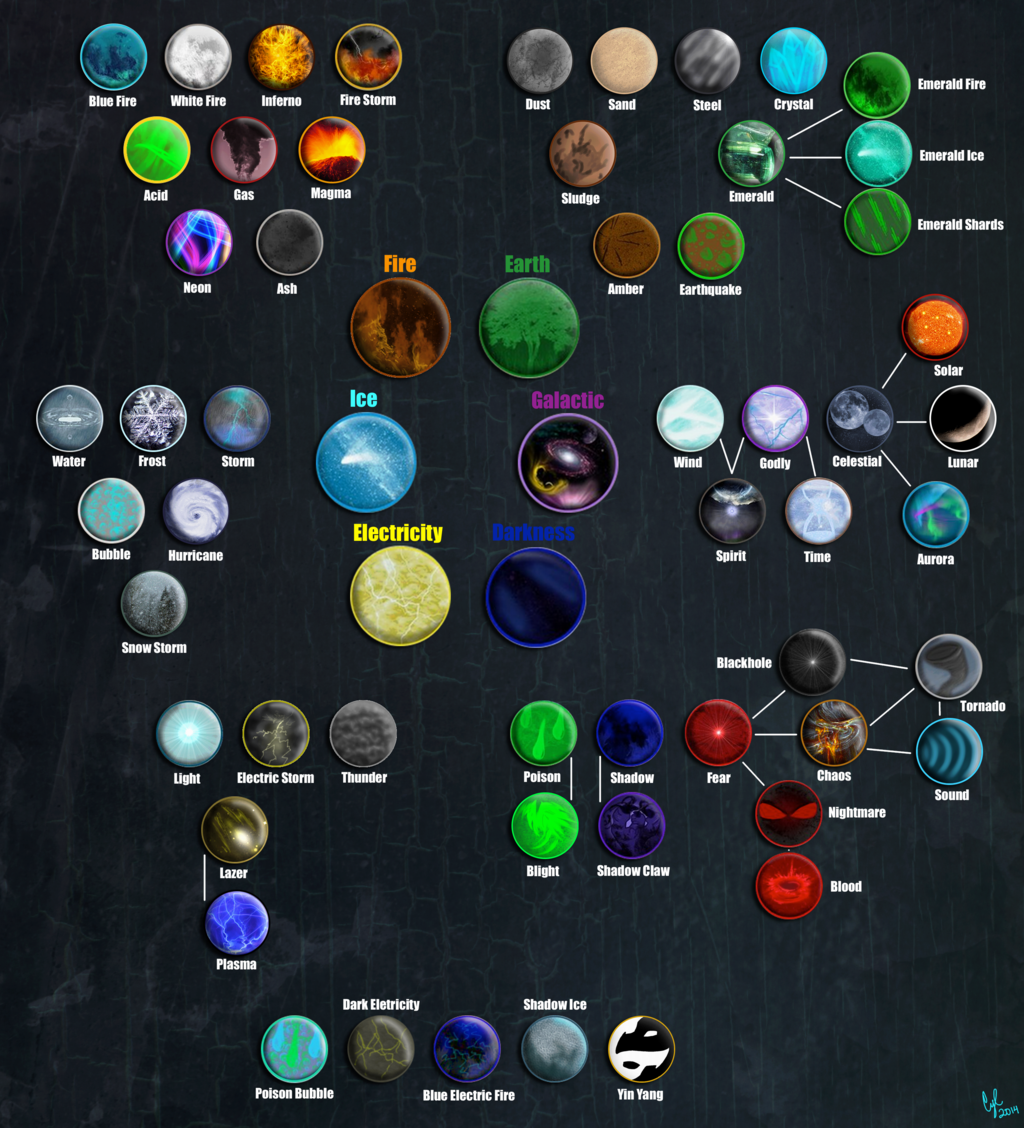 Blue Fire
White Fire
Inferno
Fire Storm
Acid
Gas
Magma
Neon
Ash
Dust
Sand
Steel
Crystal
Emerald Fire
Sludge
Emerald
Emerald Ice
Emerald Shards
Amber
Earthquake
Fire
Earth
Ice
Galactic
Electricity
Darkness
Water
Frost
Storm
Bubble
Hurricane
Snow Storm
Wind
Godly
Celestial
Solar
Lunar
Spirit
Time
Aurora
Light
Electric Storm
Thunder
Lazer
Plasma
Poison
Shadow
Blight
Shadow Claw
Blackhole
Tornado
Fear
Chaos
Sound
Nightmare
Blood
Dark Eletricity
Shadow Ice
Poison Bubble
Blue Electric Fire
Yin Yang
2014